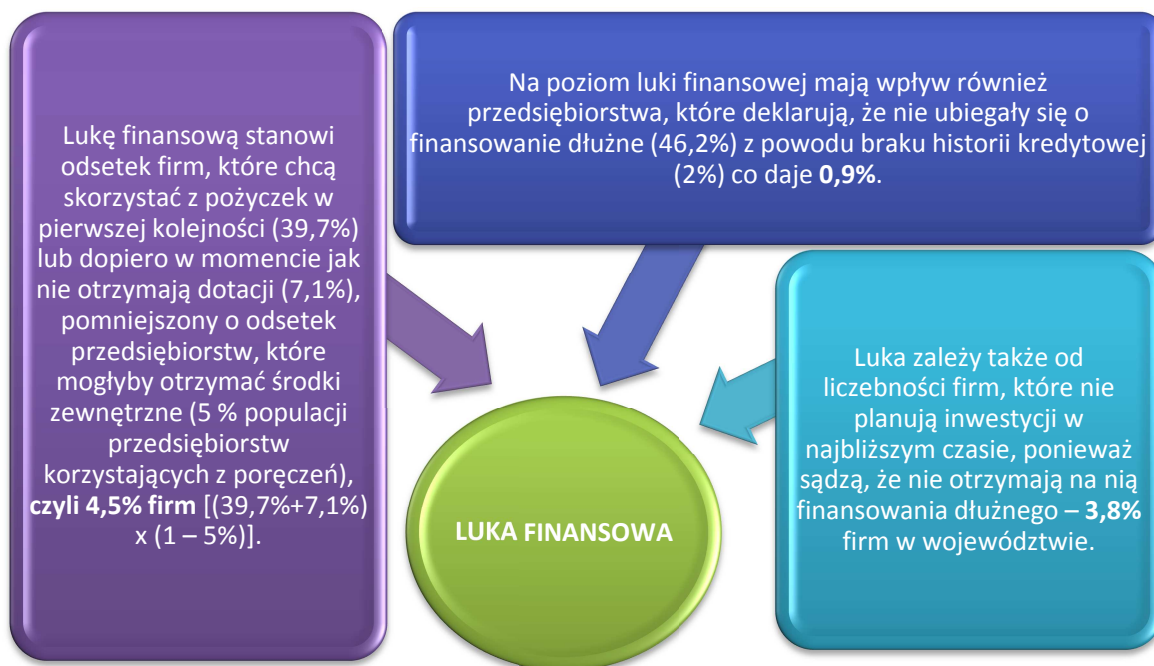 Lukę finansową stanowi
odsetek firm, które chcą
skorzystać z pożyczek w
pierwszej kolejności (39,7%)
lub dopiero w momencie jak
nie otrzymają dotacji (7,1%),
pomniejszony o odsetek
przedsiębiorstw, które
mogłyby otrzymać środki
zewnętrzne (5 % populacji
przedsiębiorstw
korzystających z poręczeń),
czyli 4,5% firm [(39,7%+7,1%)
x (1 – 5%)].
Na poziom luki finansowej mają wpływ również
przedsiębiorstwa, które deklarują, że nie ubiegały się o
finansowanie dłużne (46,2%) z powodu braku historii kredytowej
(2%) co daje 0,9%.
Luka zależy także od
liczebności firm, które nie
planują inwestycji w
najbliższym czasie, ponieważ
sądzą, że nie otrzymają na nią
finansowania dłużnego – 3,8%
firm w województwie.
LUKA FINANSOWA